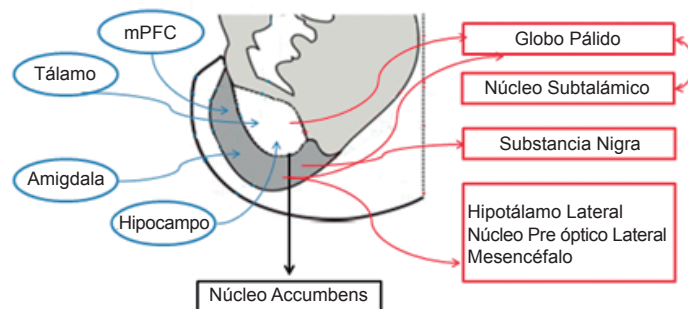 mPFC
Tálamo
Amigdala
Hipocampo
Núcleo Accumbens
Globo Pálido
Núcleo Subtalámico
Substancia Nigra
Hipotálamo Lateral
Núcleo Pre óptico Lateral
Mesencéfalo